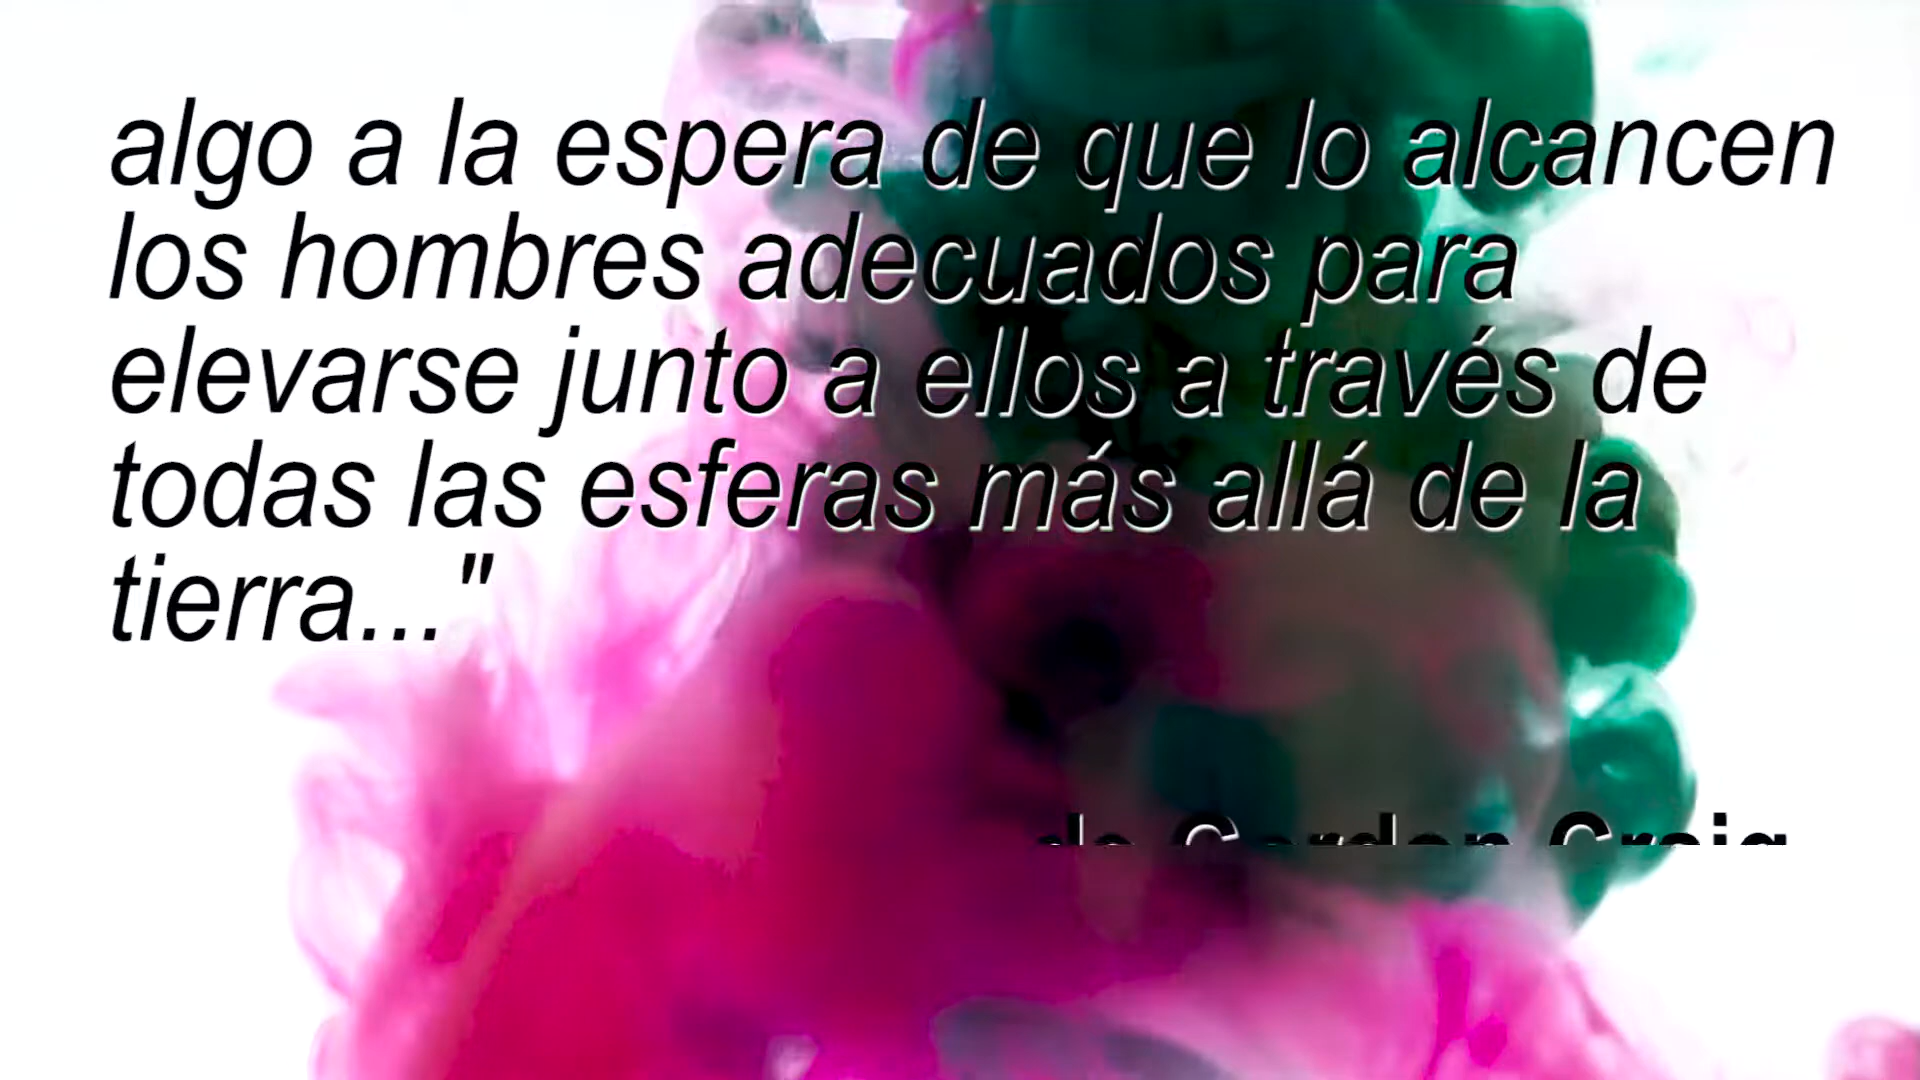 algo a la espera de que lo alcancen
los hombres adecuados para
elevarse junto a ellos a través de
todas las esferas más allá de la
tierra..."
de Gordon Craig